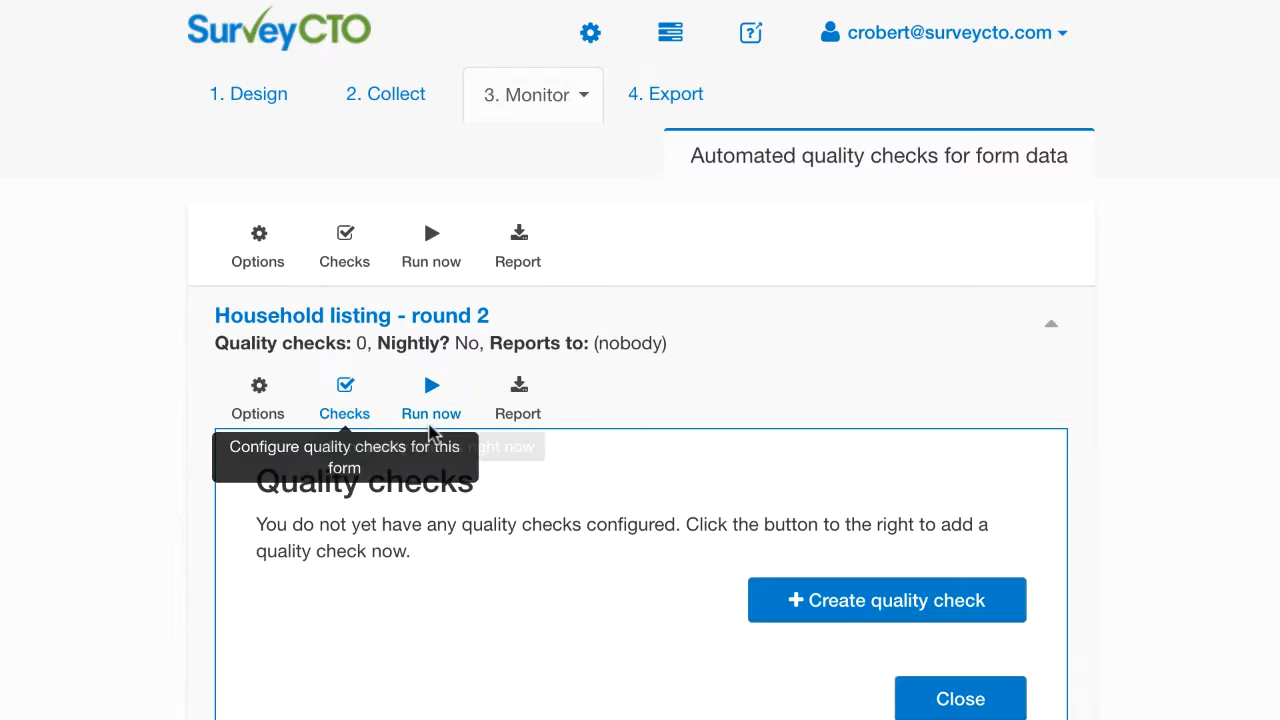 SurveyCTO
crobert@surveycto.com
1. Design
2. Collect
3. Monitor
4. Export
Automated quality checks for form data
Options
Checks
Run now
Report
Household listing - round 2
Quality checks: 0, Nightly? No, Reports to: (nobody)
Options
Checks
Run now
Report
Configure quality checks for this
form
right now
Quality checks
You do not yet have any quality checks configured. Click the button to the right to add a
quality check now.
Create quality check
Close